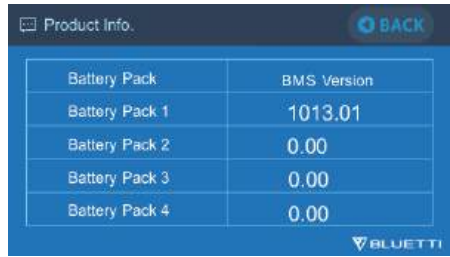 Product Info.
BACK
Battery Pack BMS Version
Battery Pack 1 1013.01
Battery Pack 2 0.00
Battery Pack 3 0.00
Battery Pack 4 0.00
BLUETTI